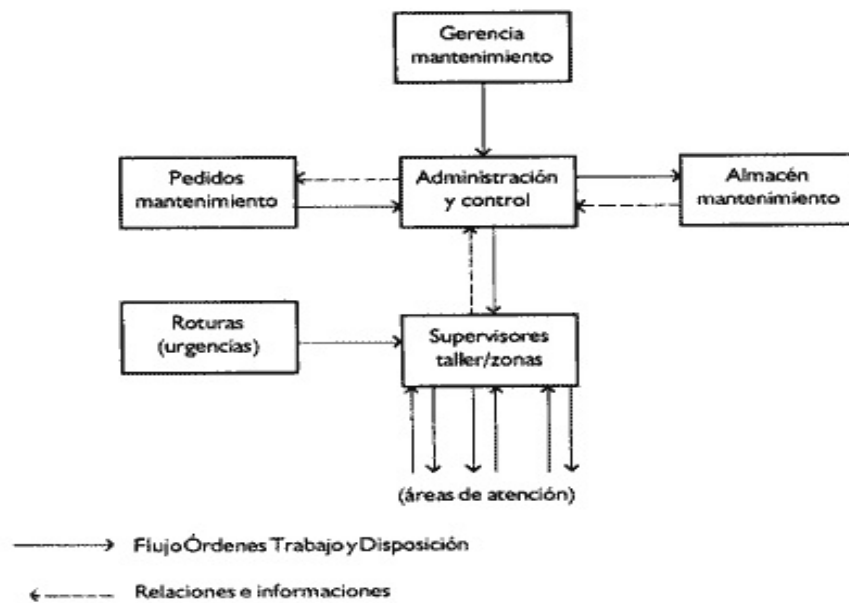 Gerencia
mantenimiento
Pedidos
mantenimiento
Administración
y control
Almacén
mantenimiento
Roturas
(urgencias)
Supervisores
taller/zonas
(áreas de atención)
Flujo Órdenes Trabajo y Disposición
Relaciones e informaciones